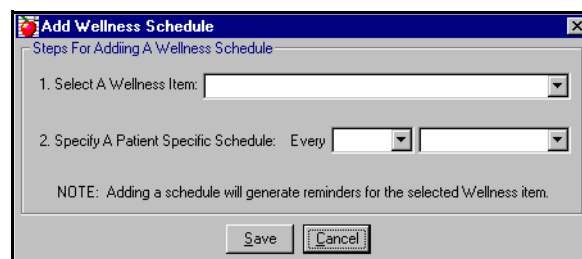 Add Wellness Schedule
Steps For Addiing A Wellness Schedule
1. Select A Wellness Item:
2. Specify A Patient Specific Schedule: Every
NOTE: Adding a schedule will generate reminders for the selected Wellness item.
Save Cancel